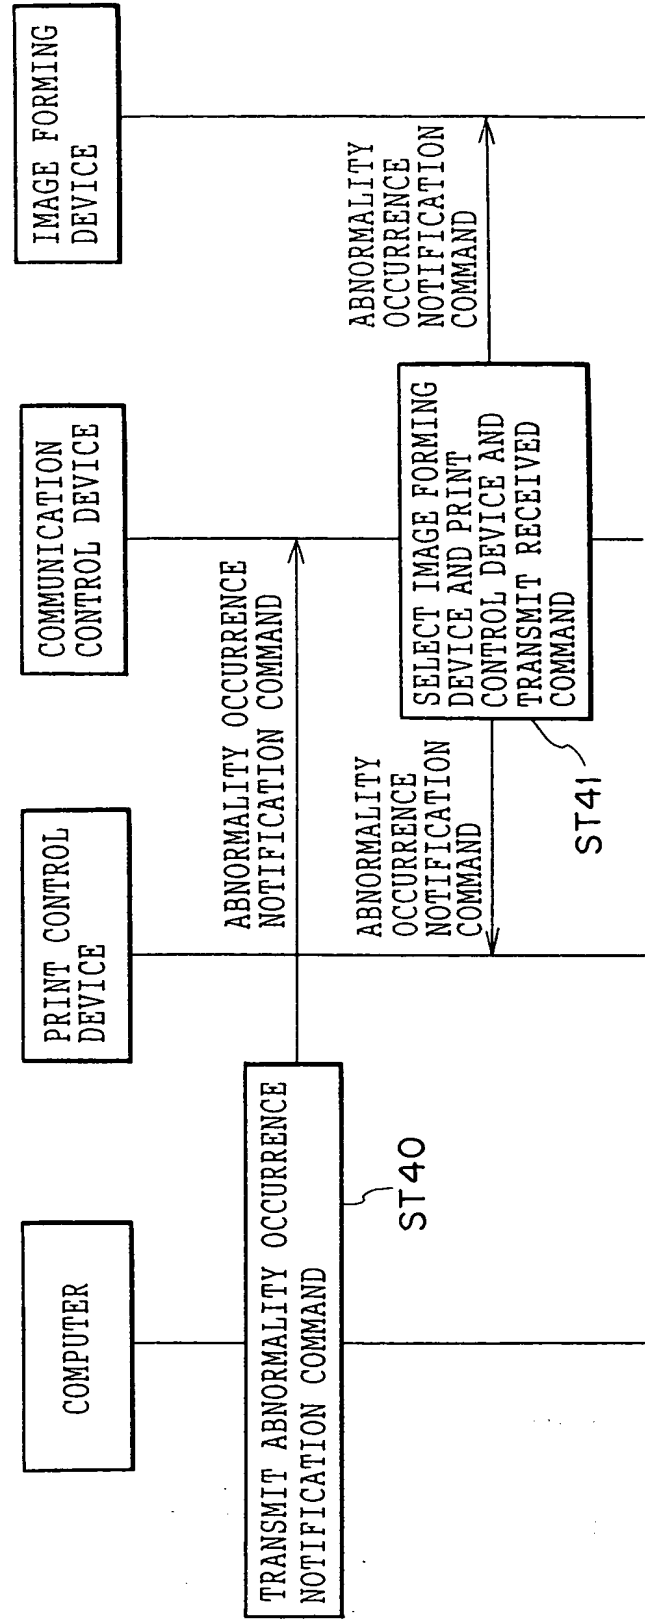 COMPUTER
PRINT CONTROL
DEVICE
COMMUNICATION
CONTROL DEVICE
IMAGE FORMING
DEVICE
TRANSMIT ABNORMALITY OCCURRENCE
NOTIFICATION COMMAND
ST40
ABNORMALITY OCCURRENCE
NOTIFICATION COMMAND
SELECT IMAGE FORMING
DEVICE AND PRINT
CONTROL DEVICE AND
TRANSMIT RECEIVED
COMMAND
ST41
ABNORMALITY
OCCURRENCE
NOTIFICATION
COMMAND
ABNORMALITY
OCCURRENCE
NOTIFICATION
COMMAND